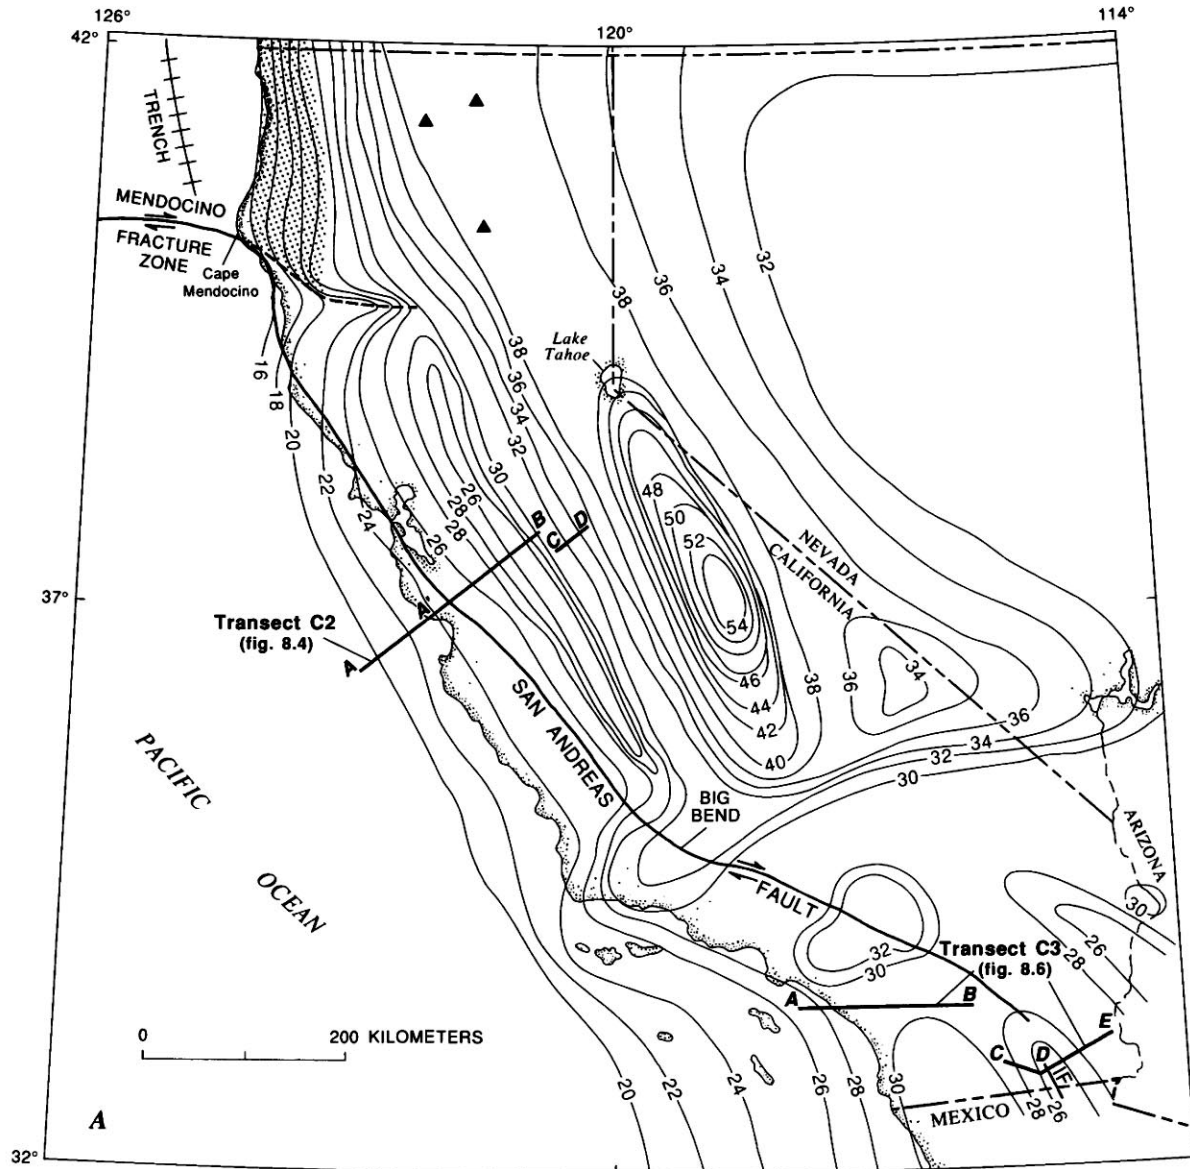 126°
120°
114°
42°
TRENCH
MENDOCINO
FRACTURE
ZONE
Cape
Mendocino
38
36
34
32
Lake
Tahoe
16
18
20
22
24
26
28
28
26
30
32
34
36
38
48
50
52
54
46
44
42
40
38
36
34
36
34
32
30
NEVADA
CALIFORNIA
B
C
D
A
37°
Transect C2
(fig. 8.4)
A
SAN ANDREAS
FAULT
BIG
BEND
ARIZONA
PACIFIC
OCEAN
30
26
28
32
30
Transect C3
(fig. 8.6)
A
B
C
D
E
IF
0
200 KILOMETERS
20
22
24
26
28
30
28
26
MEXICO
A
32°